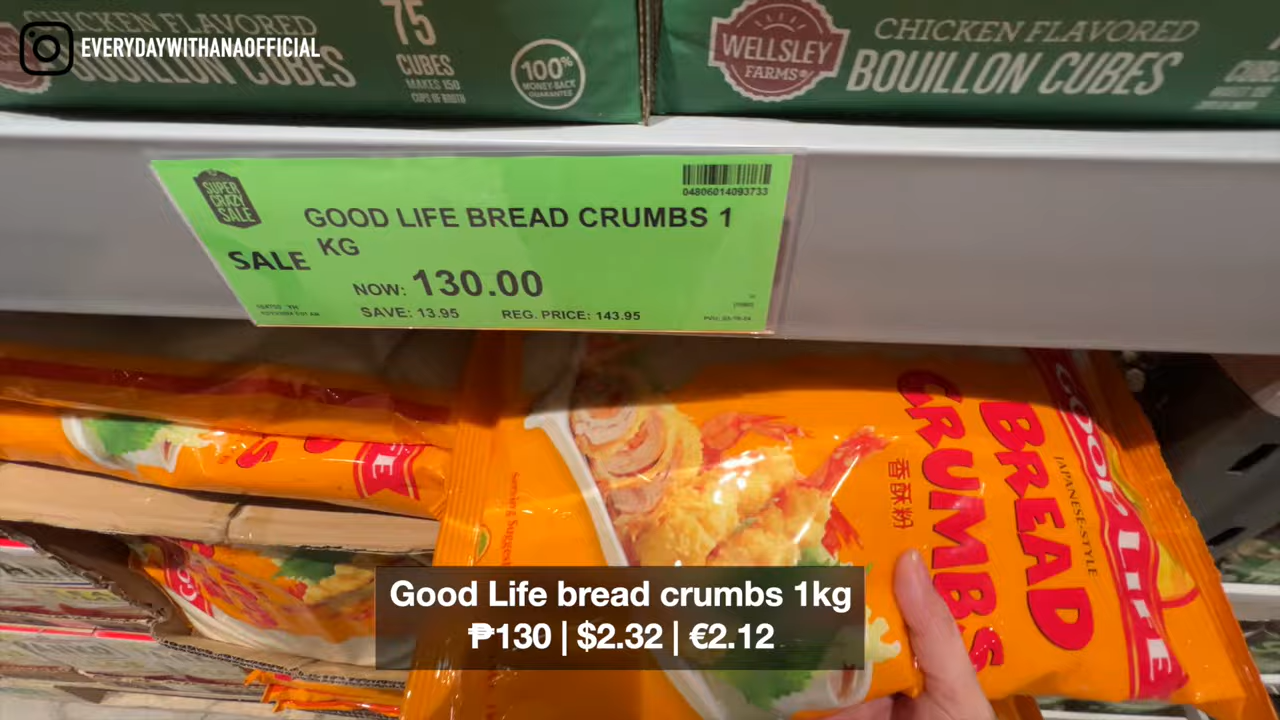 EVERYDAYWITHANAOFFICIAL
CHICKEN FLAVORED
BOUILLON CUBES
75
CUBES
MAKES 150
CUPS OF BROTH
100%
MONEY-BACK
GUARANTEE
WELLSLEY
FARMS®
CHICKEN FLAVORED
BOUILLON CUBES
SUPER
CRAZY
SALE
04806014093733
GOOD LIFE BREAD CRUMBS 1
KG
SALE
NOW: 130.00
SAVE: 13.95 REG. PRICE: 143.95
GOOD LIFE
JAPANESE-STYLE
BREAD
CRUMBS
香酥粉
Good Life bread crumbs 1kg
₱130 | $2.32 | €2.12